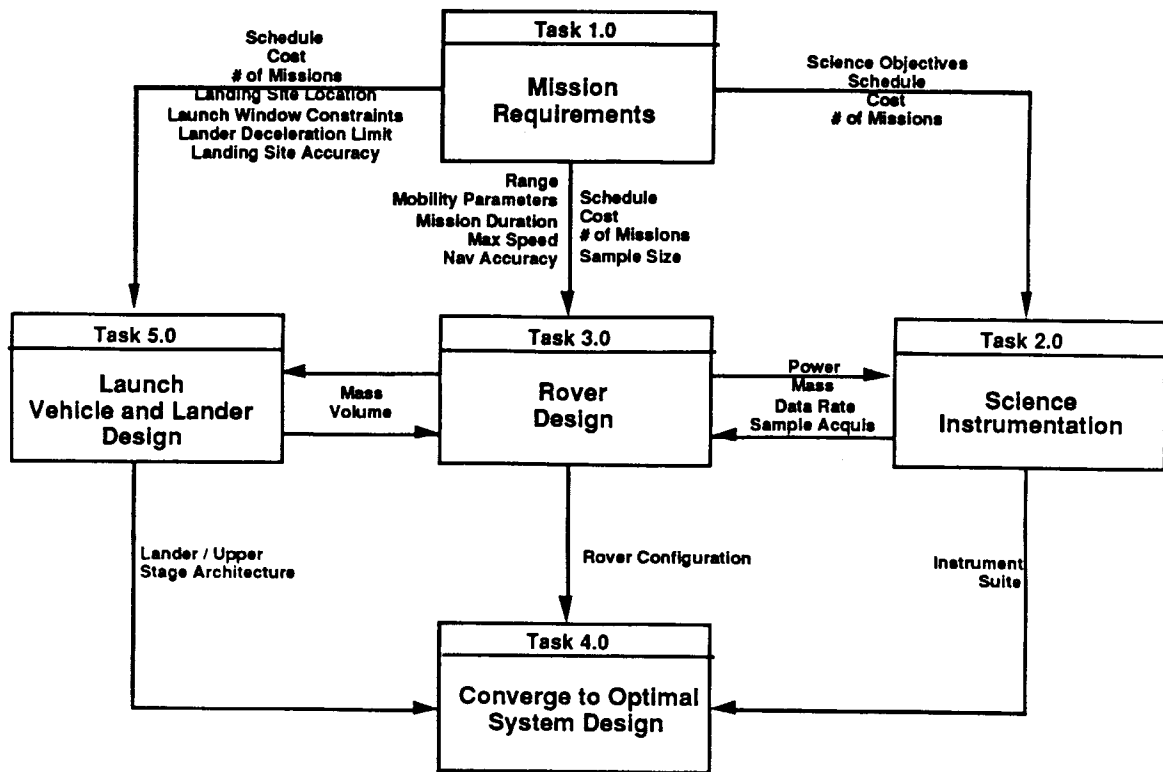 Task 1.0
Mission
Requirements
Schedule
Cost
# of Missions
Landing Site Location
Launch Window Constraints
Lander Deceleration Limit
Landing Site Accuracy
Science Objectives
Schedule
Cost
# of Missions
Range
Mobility Parameters
Mission Duration
Max Speed
Nav Accuracy
Schedule
Cost
# of Missions
Sample Size
Task 5.0
Launch
Vehicle and Lander
Design
Mass
Volume
Task 3.0
Rover
Design
Power
Mass
Data Rate
Sample Acquis
Task 2.0
Science
Instrumentation
Lander / Upper
Stage Architecture
Rover Configuration
Instrument
Suite
Task 4.0
Converge to Optimal
System Design